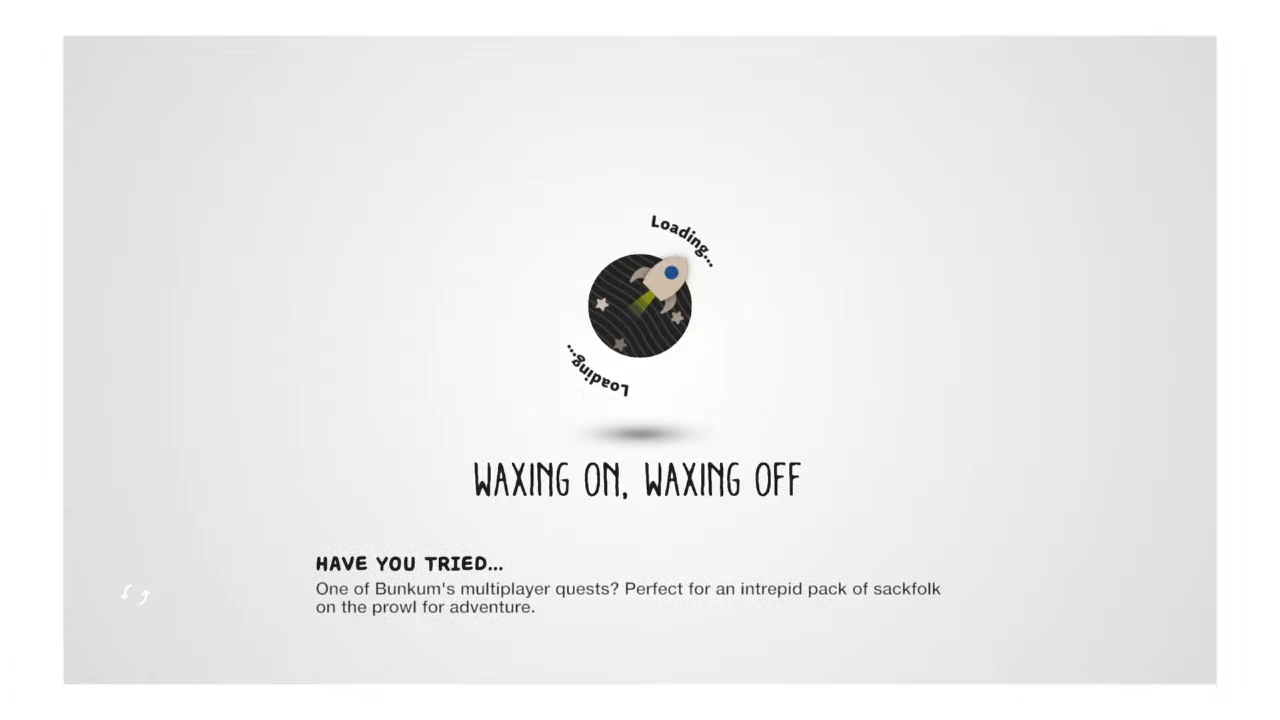 Loading...
Loading...
WAXING ON, WAXING OFF
HAVE YOU TRIED...
One of Bunkum's multiplayer quests? Perfect for an intrepid pack of sackfolk
on the prowl for adventure.